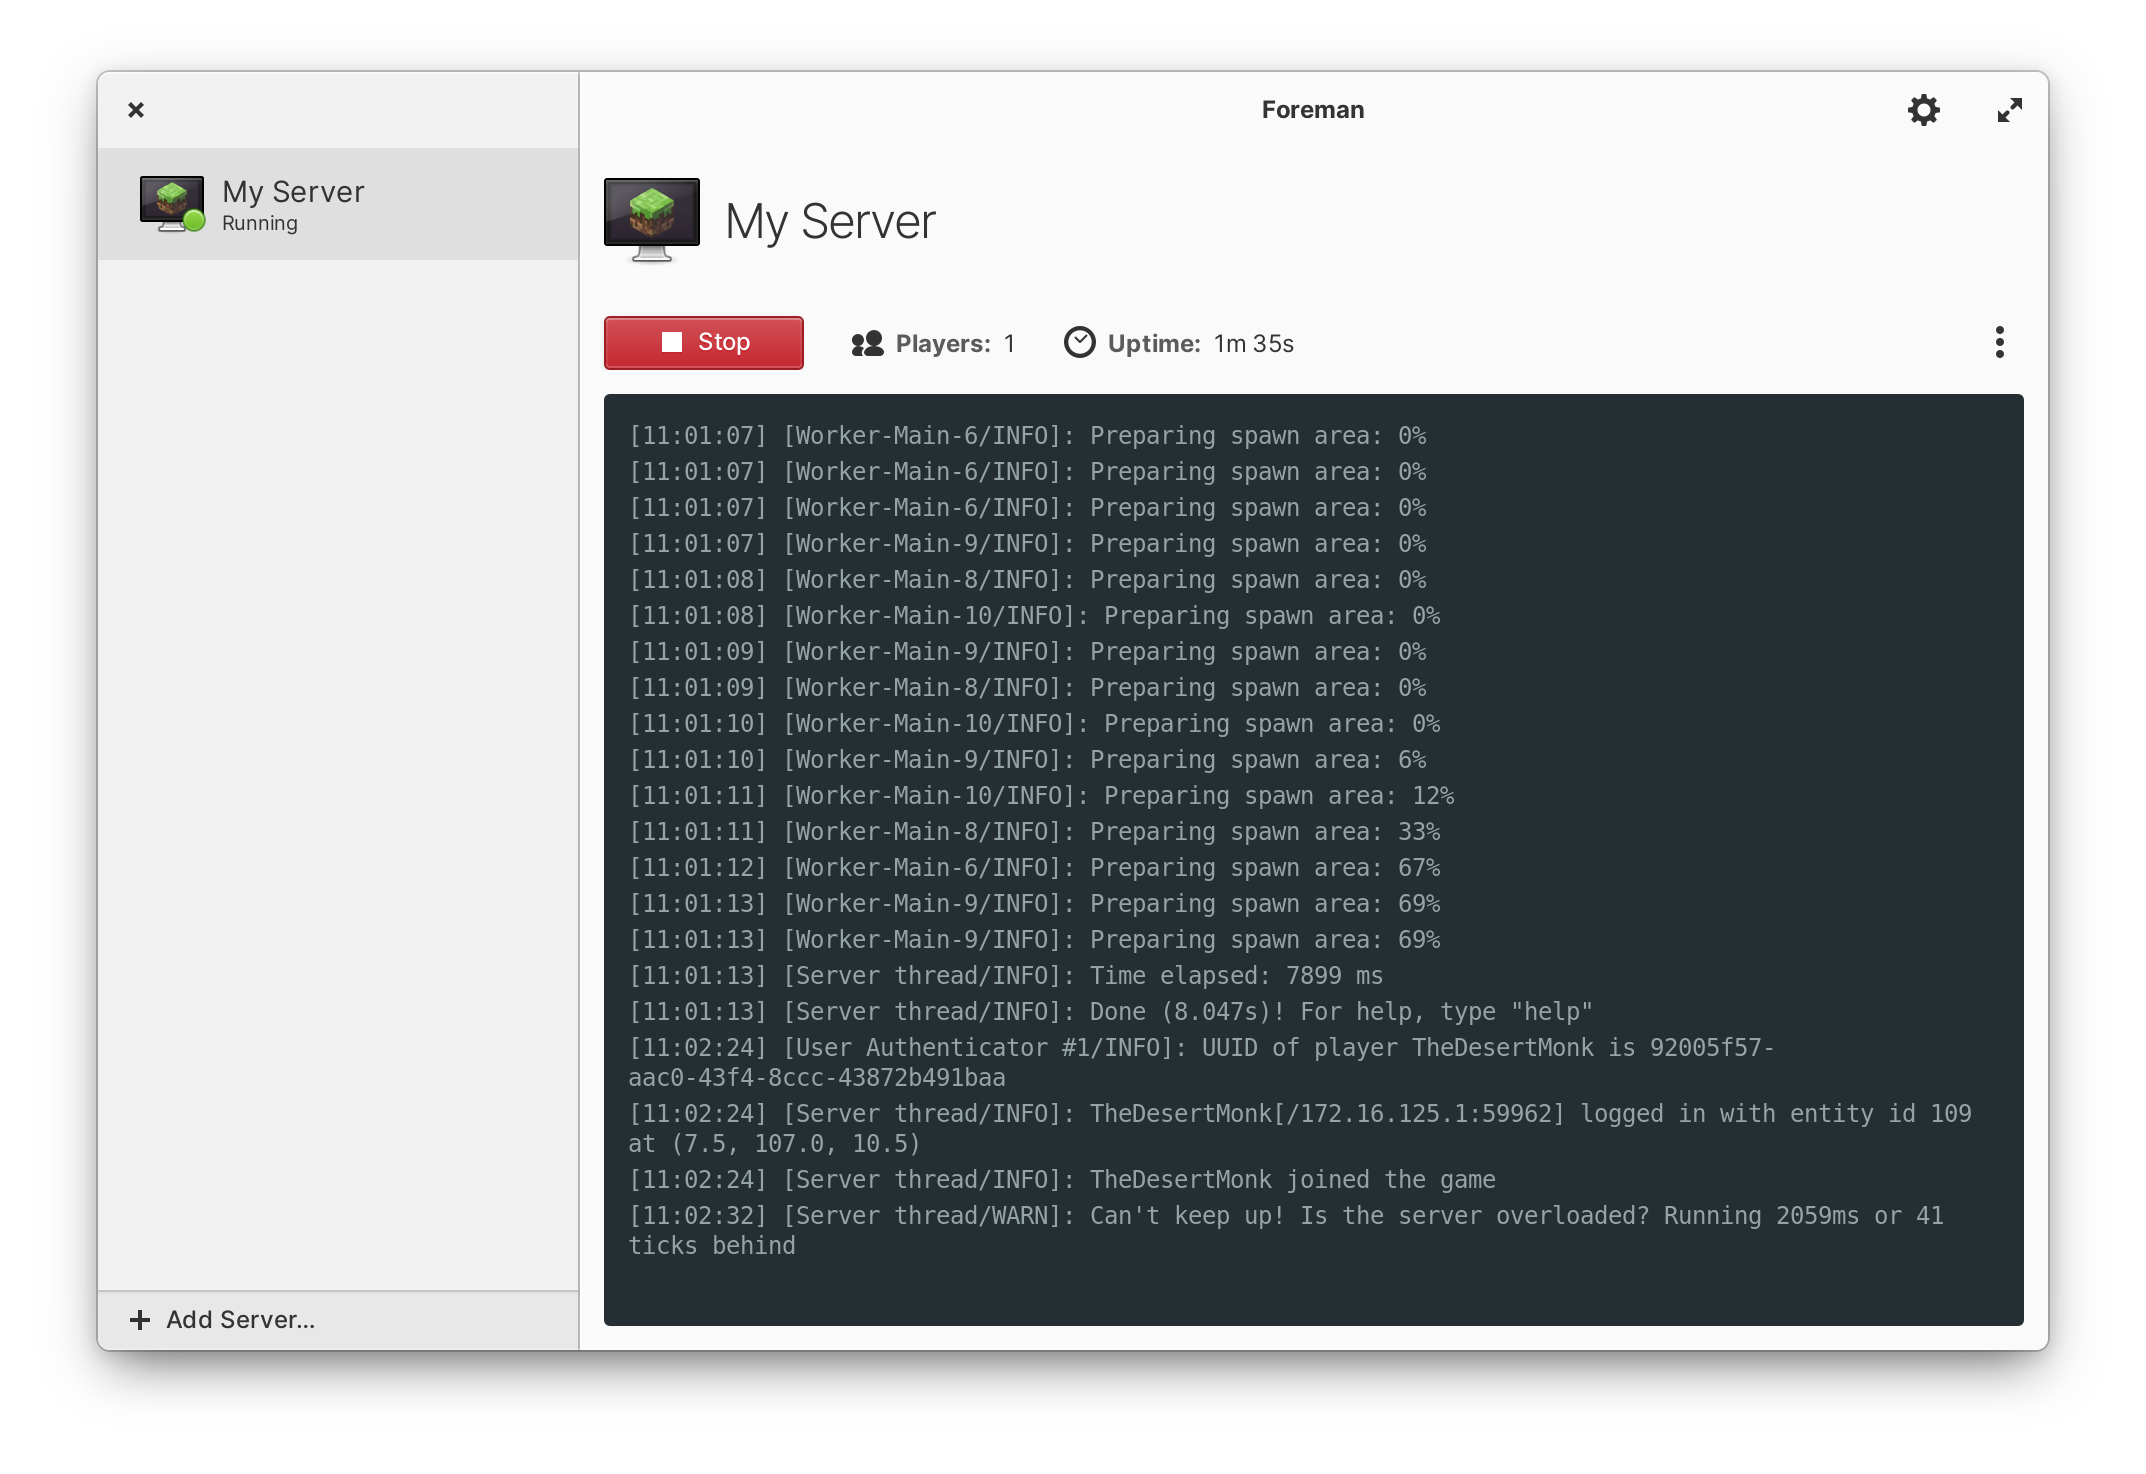 Foreman
My Server
Running
My Server
Stop
Players: 1
Uptime: 1m 35s
[11:01:07] [Worker-Main-6/INFO]: Preparing spawn area: 0%
[11:01:07] [Worker-Main-6/INFO]: Preparing spawn area: 0%
[11:01:07] [Worker-Main-6/INFO]: Preparing spawn area: 0%
[11:01:07] [Worker-Main-9/INFO]: Preparing spawn area: 0%
[11:01:08] [Worker-Main-8/INFO]: Preparing spawn area: 0%
[11:01:08] [Worker-Main-10/INFO]: Preparing spawn area: 0%
[11:01:09] [Worker-Main-9/INFO]: Preparing spawn area: 0%
[11:01:09] [Worker-Main-8/INFO]: Preparing spawn area: 0%
[11:01:10] [Worker-Main-10/INFO]: Preparing spawn area: 0%
[11:01:10] [Worker-Main-9/INFO]: Preparing spawn area: 6%
[11:01:11] [Worker-Main-10/INFO]: Preparing spawn area: 12%
[11:01:11] [Worker-Main-8/INFO]: Preparing spawn area: 33%
[11:01:12] [Worker-Main-6/INFO]: Preparing spawn area: 67%
[11:01:13] [Worker-Main-9/INFO]: Preparing spawn area: 69%
[11:01:13] [Worker-Main-9/INFO]: Preparing spawn area: 69%
[11:01:13] [Server thread/INFO]: Time elapsed: 7899 ms
[11:01:13] [Server thread/INFO]: Done (8.047s)! For help, type "help"
[11:02:24] [User Authenticator #1/INFO]: UUID of player TheDesertMonk is 92005f57-
aac0-43f4-8ccc-43872b491baa
[11:02:24] [Server thread/INFO]: TheDesertMonk[/172.16.125.1:59962] logged in with entity id 109
at (7.5, 107.0, 10.5)
[11:02:24] [Server thread/INFO]: TheDesertMonk joined the game
[11:02:32] [Server thread/WARN]: Can't keep up! Is the server overloaded? Running 2059ms or 41
ticks behind
Add Server...